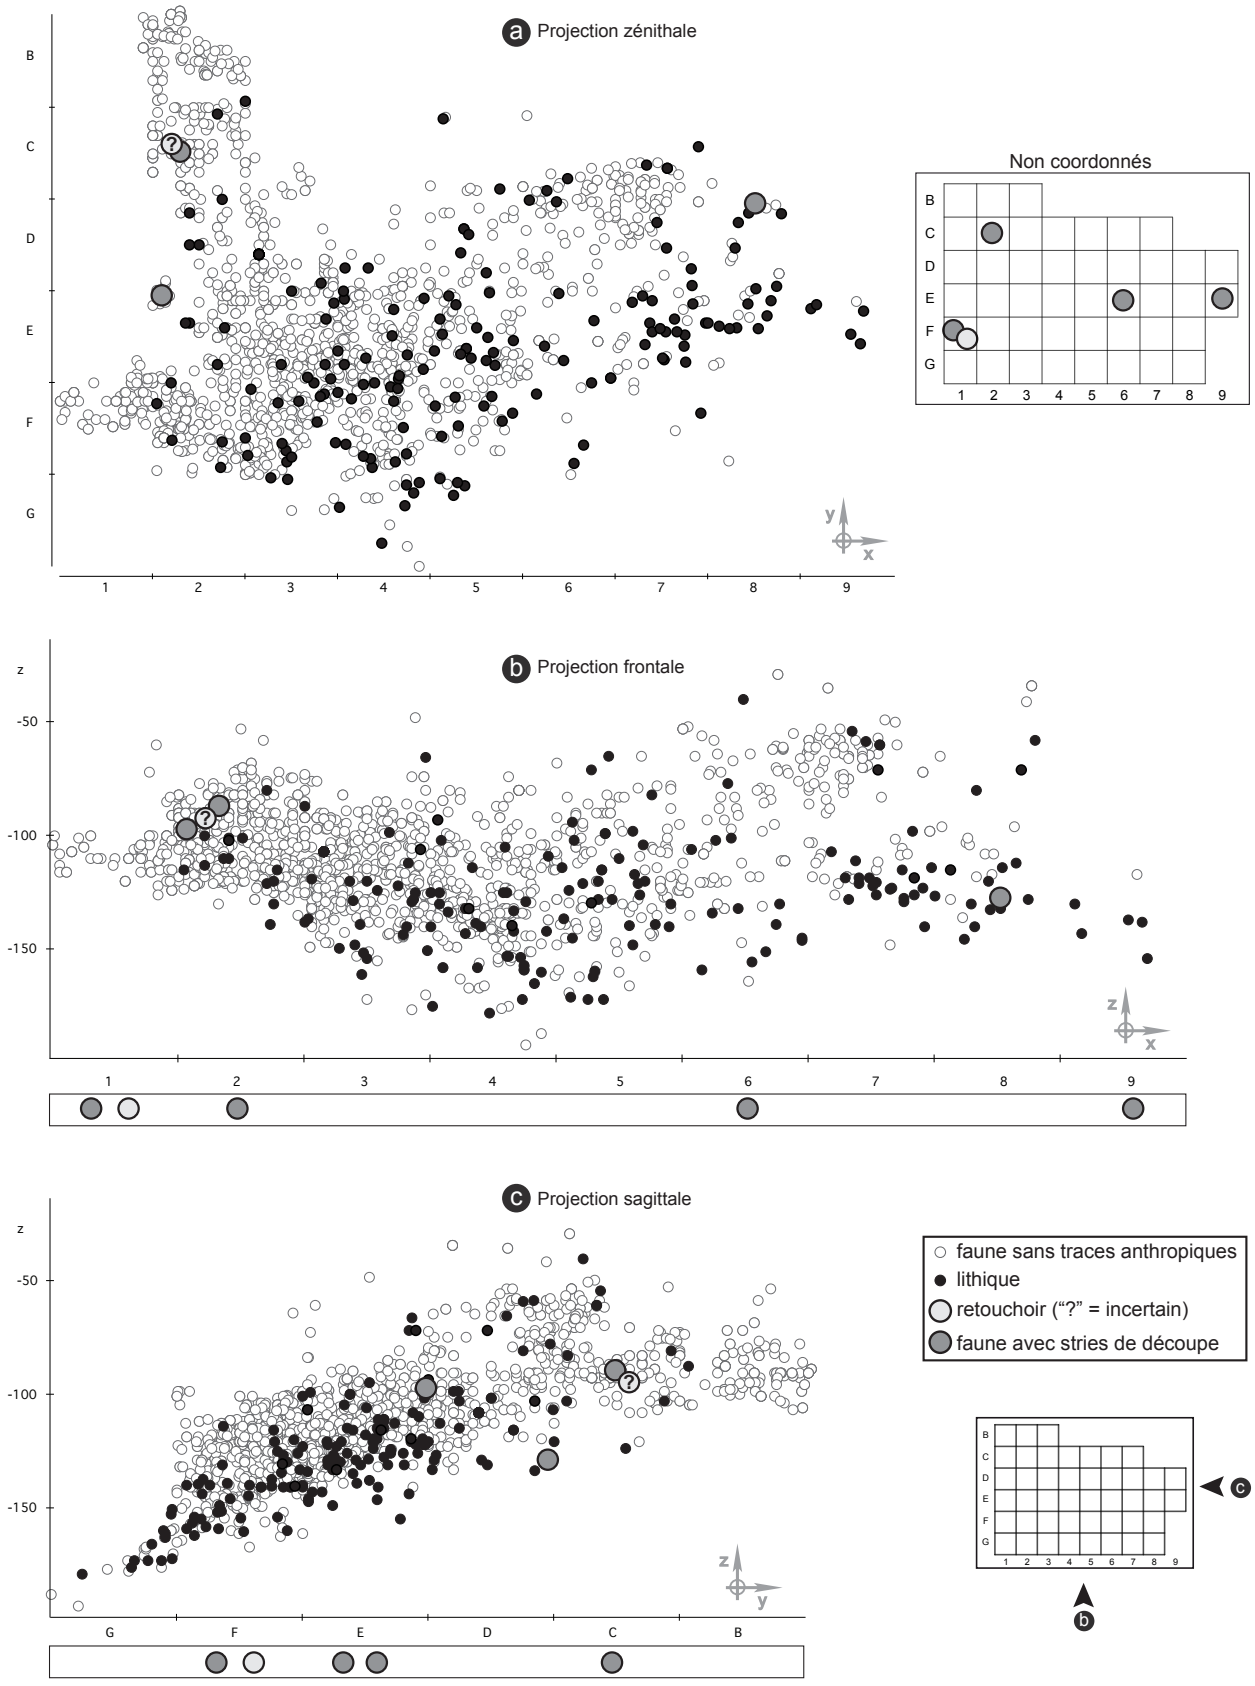 a Projection zénithale
B
C
?
D
E
F
G
y
x
1 2 3 4 5 6 7 8 9
Non coordonnés
B
C
D
E
F
G
1 2 3 4 5 6 7 8 9
b Projection frontale
z
-50
-100
?
-150
z
x
1 2 3 4 5 6 7 8 9
c Projection sagittale
z
-50
-100
?
-150
z
y
G F E D C B
faune sans traces anthropiques
lithique
retouchoir (“?” = incertain)
faune avec stries de découpe
B
C
D
E
F
G
1 2 3 4 5 6 7 8 9
c
b